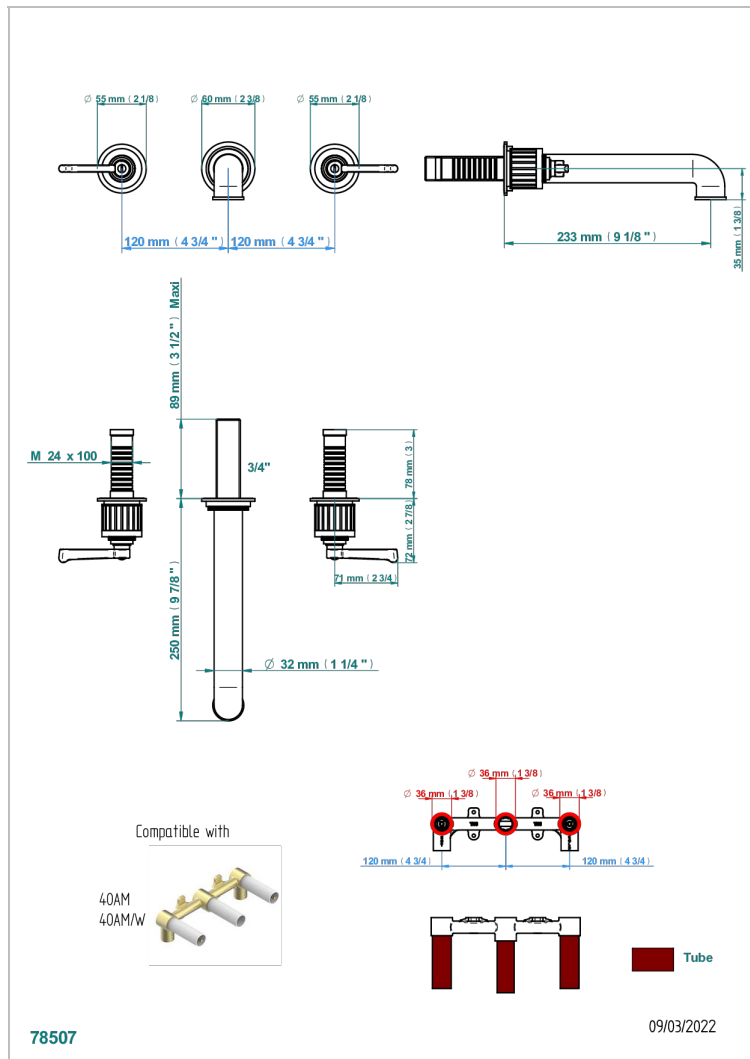 Ø 55 mm ( 2 1/8)
Ø 60 mm ( 2 3/8)
Ø 55 mm ( 2 1/8)
120 mm ( 4 3/4 " )
120 mm ( 4 3/4 " )
233 mm ( 9 1/8 " )
35 mm ( 1 3/8)
89 mm ( 3 1/2 " ) Maxi
M 24 x 100
3/4"
78 mm ( 3)
72 mm ( 2 7/8)
71 mm ( 2 3/4)
250 mm ( 9 7/8 " )
Ø 32 mm ( 1 1/4 " )
Ø 36 mm ( 1 3/8)
Ø 36 mm ( 1 3/8)
Ø 36 mm ( 1 3/8)
120 mm ( 4 3/4)
120 mm ( 4 3/4)
Compatible with
40AM
40AM/W
Tube
78507
09/03/2022